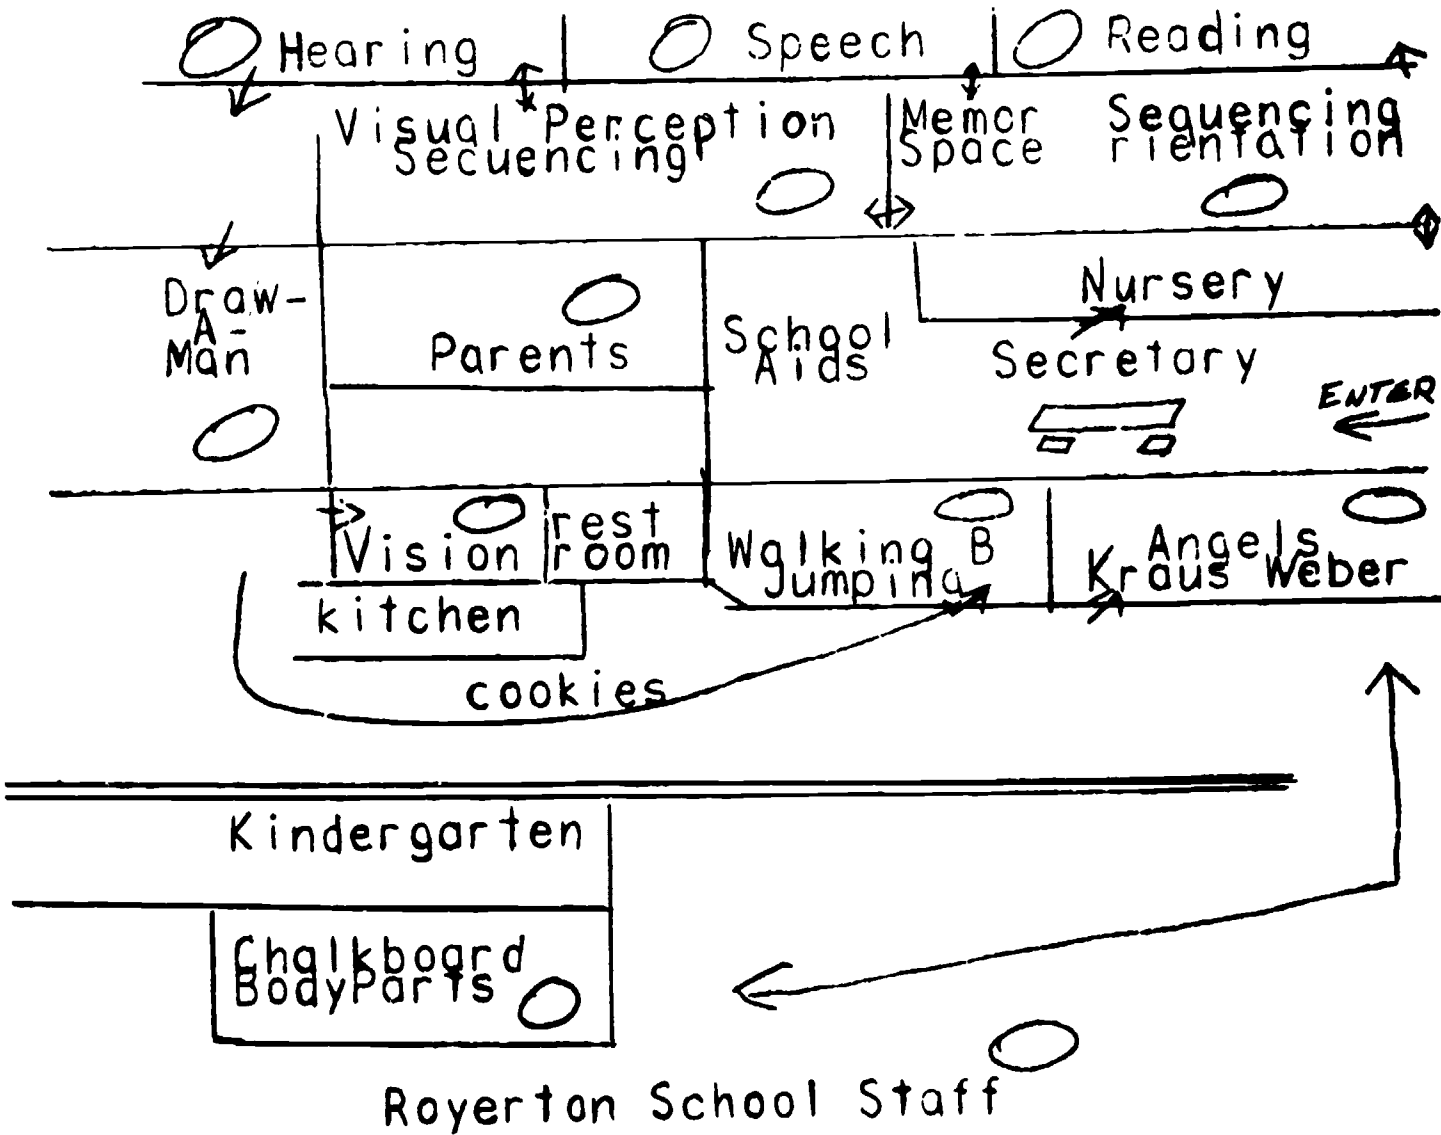 Hearing
Speech
Reading
Visual Perception
Secuencing
Memor
Space
Sequencing
rientation
Draw-
A-
Man
Parents
School
Aids
Nursery
Secretary
ENTER
Vision
rest
room
Walking B
Jumping
Angels
Kraus Weber
kitchen
cookies
Kindergarten
Chalkboard
BodyParts
Royerton School Staff